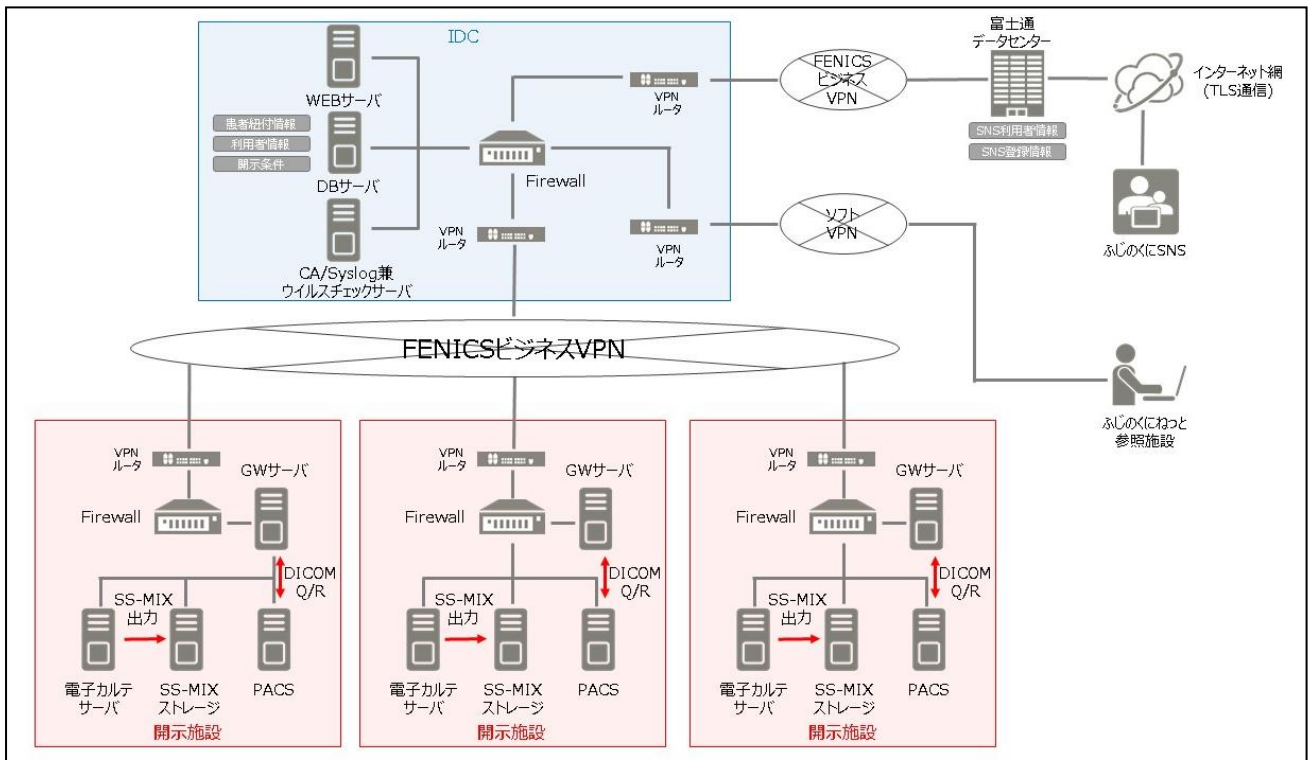 IDC
WEBサーバ
患者紐付情報
利用者情報
開示条件
DBサーバ
CA/Syslog兼
ウイルスチェックサーバ
Firewall
VPN
ルータ
VPN
ルータ
VPN
ルータ
FENICS
ビジネス
VPN
富士通
データセンター
SNS利用者情報
SNS登録情報
インターネット網
(TLS通信)
ふじのくにSNS
ソフト
VPN
ふじのくにねっと
参照施設
FENICSビジネスVPN
VPN
ルータ
GWサーバ
Firewall
DICOM
Q/R
SS-MIX
出力
電子カルテ
サーバ
SS-MIX
ストレージ
PACS
開示施設
VPN
ルータ
GWサーバ
Firewall
DICOM
Q/R
SS-MIX
出力
電子カルテ
サーバ
SS-MIX
ストレージ
PACS
開示施設
VPN
ルータ
GWサーバ
Firewall
DICOM
Q/R
SS-MIX
出力
電子カルテ
サーバ
SS-MIX
ストレージ
PACS
開示施設